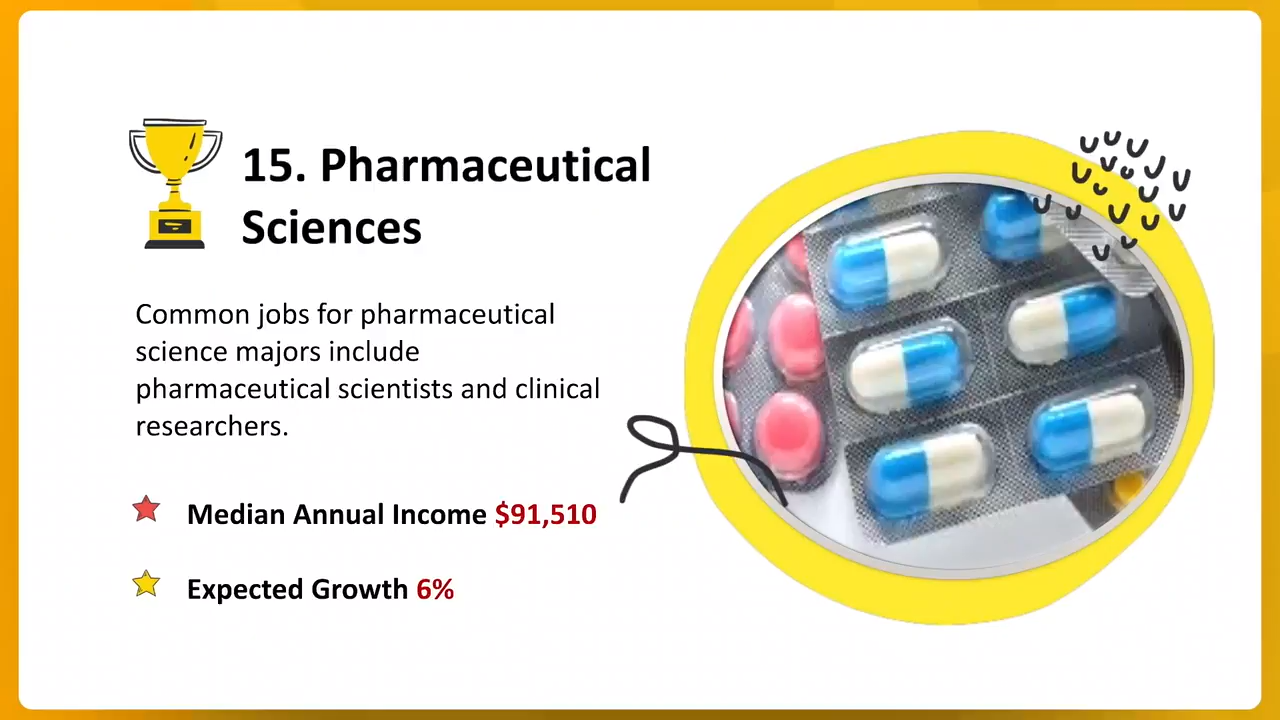 15. Pharmaceutical
Sciences
Common jobs for pharmaceutical
science majors include
pharmaceutical scientists and clinical
researchers.
Median Annual Income $91,510
Expected Growth 6%